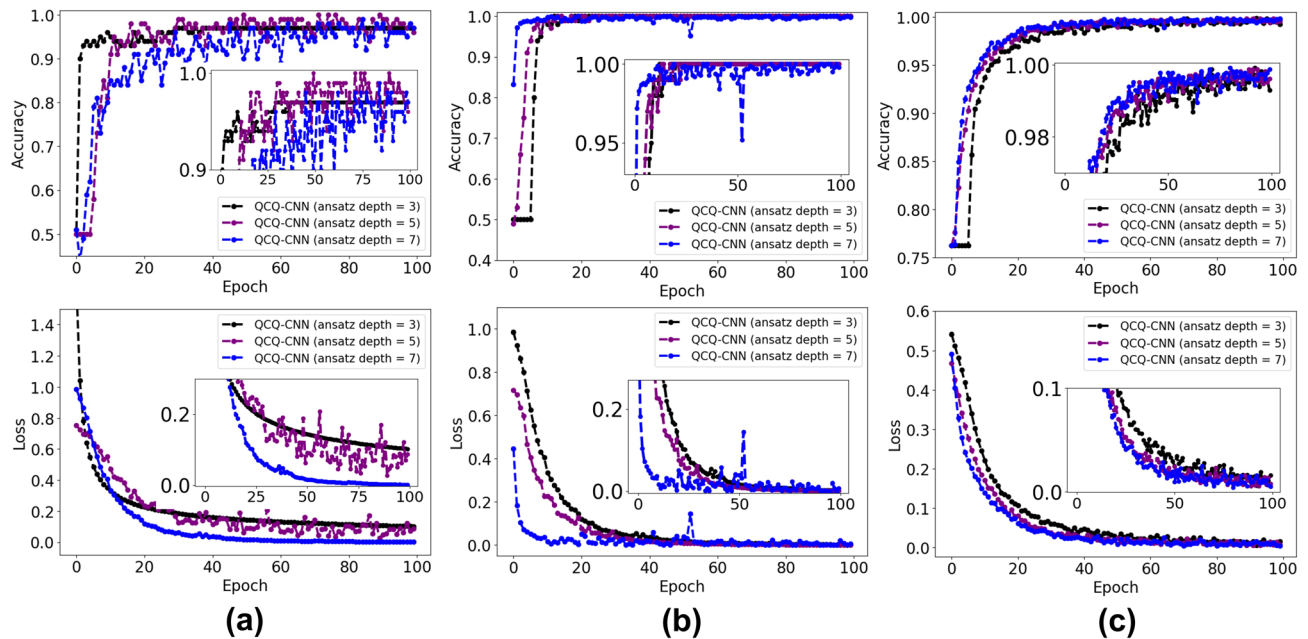 1.0
0.9
0.8
0.7
0.6
0.5
Accuracy
1.0
0.9
0 25 50 75 100
QCQ-CNN (ansatz depth = 3)
QCQ-CNN (ansatz depth = 5)
QCQ-CNN (ansatz depth = 7)
0 20 40 60 80 100
Epoch
1.0
0.9
0.8
0.7
0.6
0.5
0.4
Accuracy
1.00
0.95
0 50 100
QCQ-CNN (ansatz depth = 3)
QCQ-CNN (ansatz depth = 5)
QCQ-CNN (ansatz depth = 7)
0 20 40 60 80 100
Epoch
1.00
0.95
0.90
0.85
0.80
0.75
Accuracy
1.00
0.98
0 50 100
QCQ-CNN (ansatz depth = 3)
QCQ-CNN (ansatz depth = 5)
QCQ-CNN (ansatz depth = 7)
0 20 40 60 80 100
Epoch
1.4
1.2
1.0
0.8
0.6
0.4
0.2
0.0
Loss
QCQ-CNN (ansatz depth = 3)
QCQ-CNN (ansatz depth = 5)
QCQ-CNN (ansatz depth = 7)
0.2
0.0
0 25 50 75 100
0 20 40 60 80 100
Epoch
(a)
1.0
0.8
0.6
0.4
0.2
0.0
Loss
QCQ-CNN (ansatz depth = 3)
QCQ-CNN (ansatz depth = 5)
QCQ-CNN (ansatz depth = 7)
0.2
0.0
0 50 100
0 20 40 60 80 100
Epoch
(b)
0.6
0.5
0.4
0.3
0.2
0.1
0.0
Loss
QCQ-CNN (ansatz depth = 3)
QCQ-CNN (ansatz depth = 5)
QCQ-CNN (ansatz depth = 7)
0.1
0.0
0 50 100
0 20 40 60 80 100
Epoch
(c)